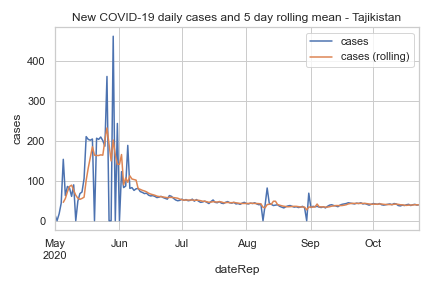 New COVID-19 daily cases and 5 day rolling mean - Tajikistan
cases
cases (rolling)
400
300
200
100
0
cases
May
2020
Jun
Jul
Aug
Sep
Oct
dateRep